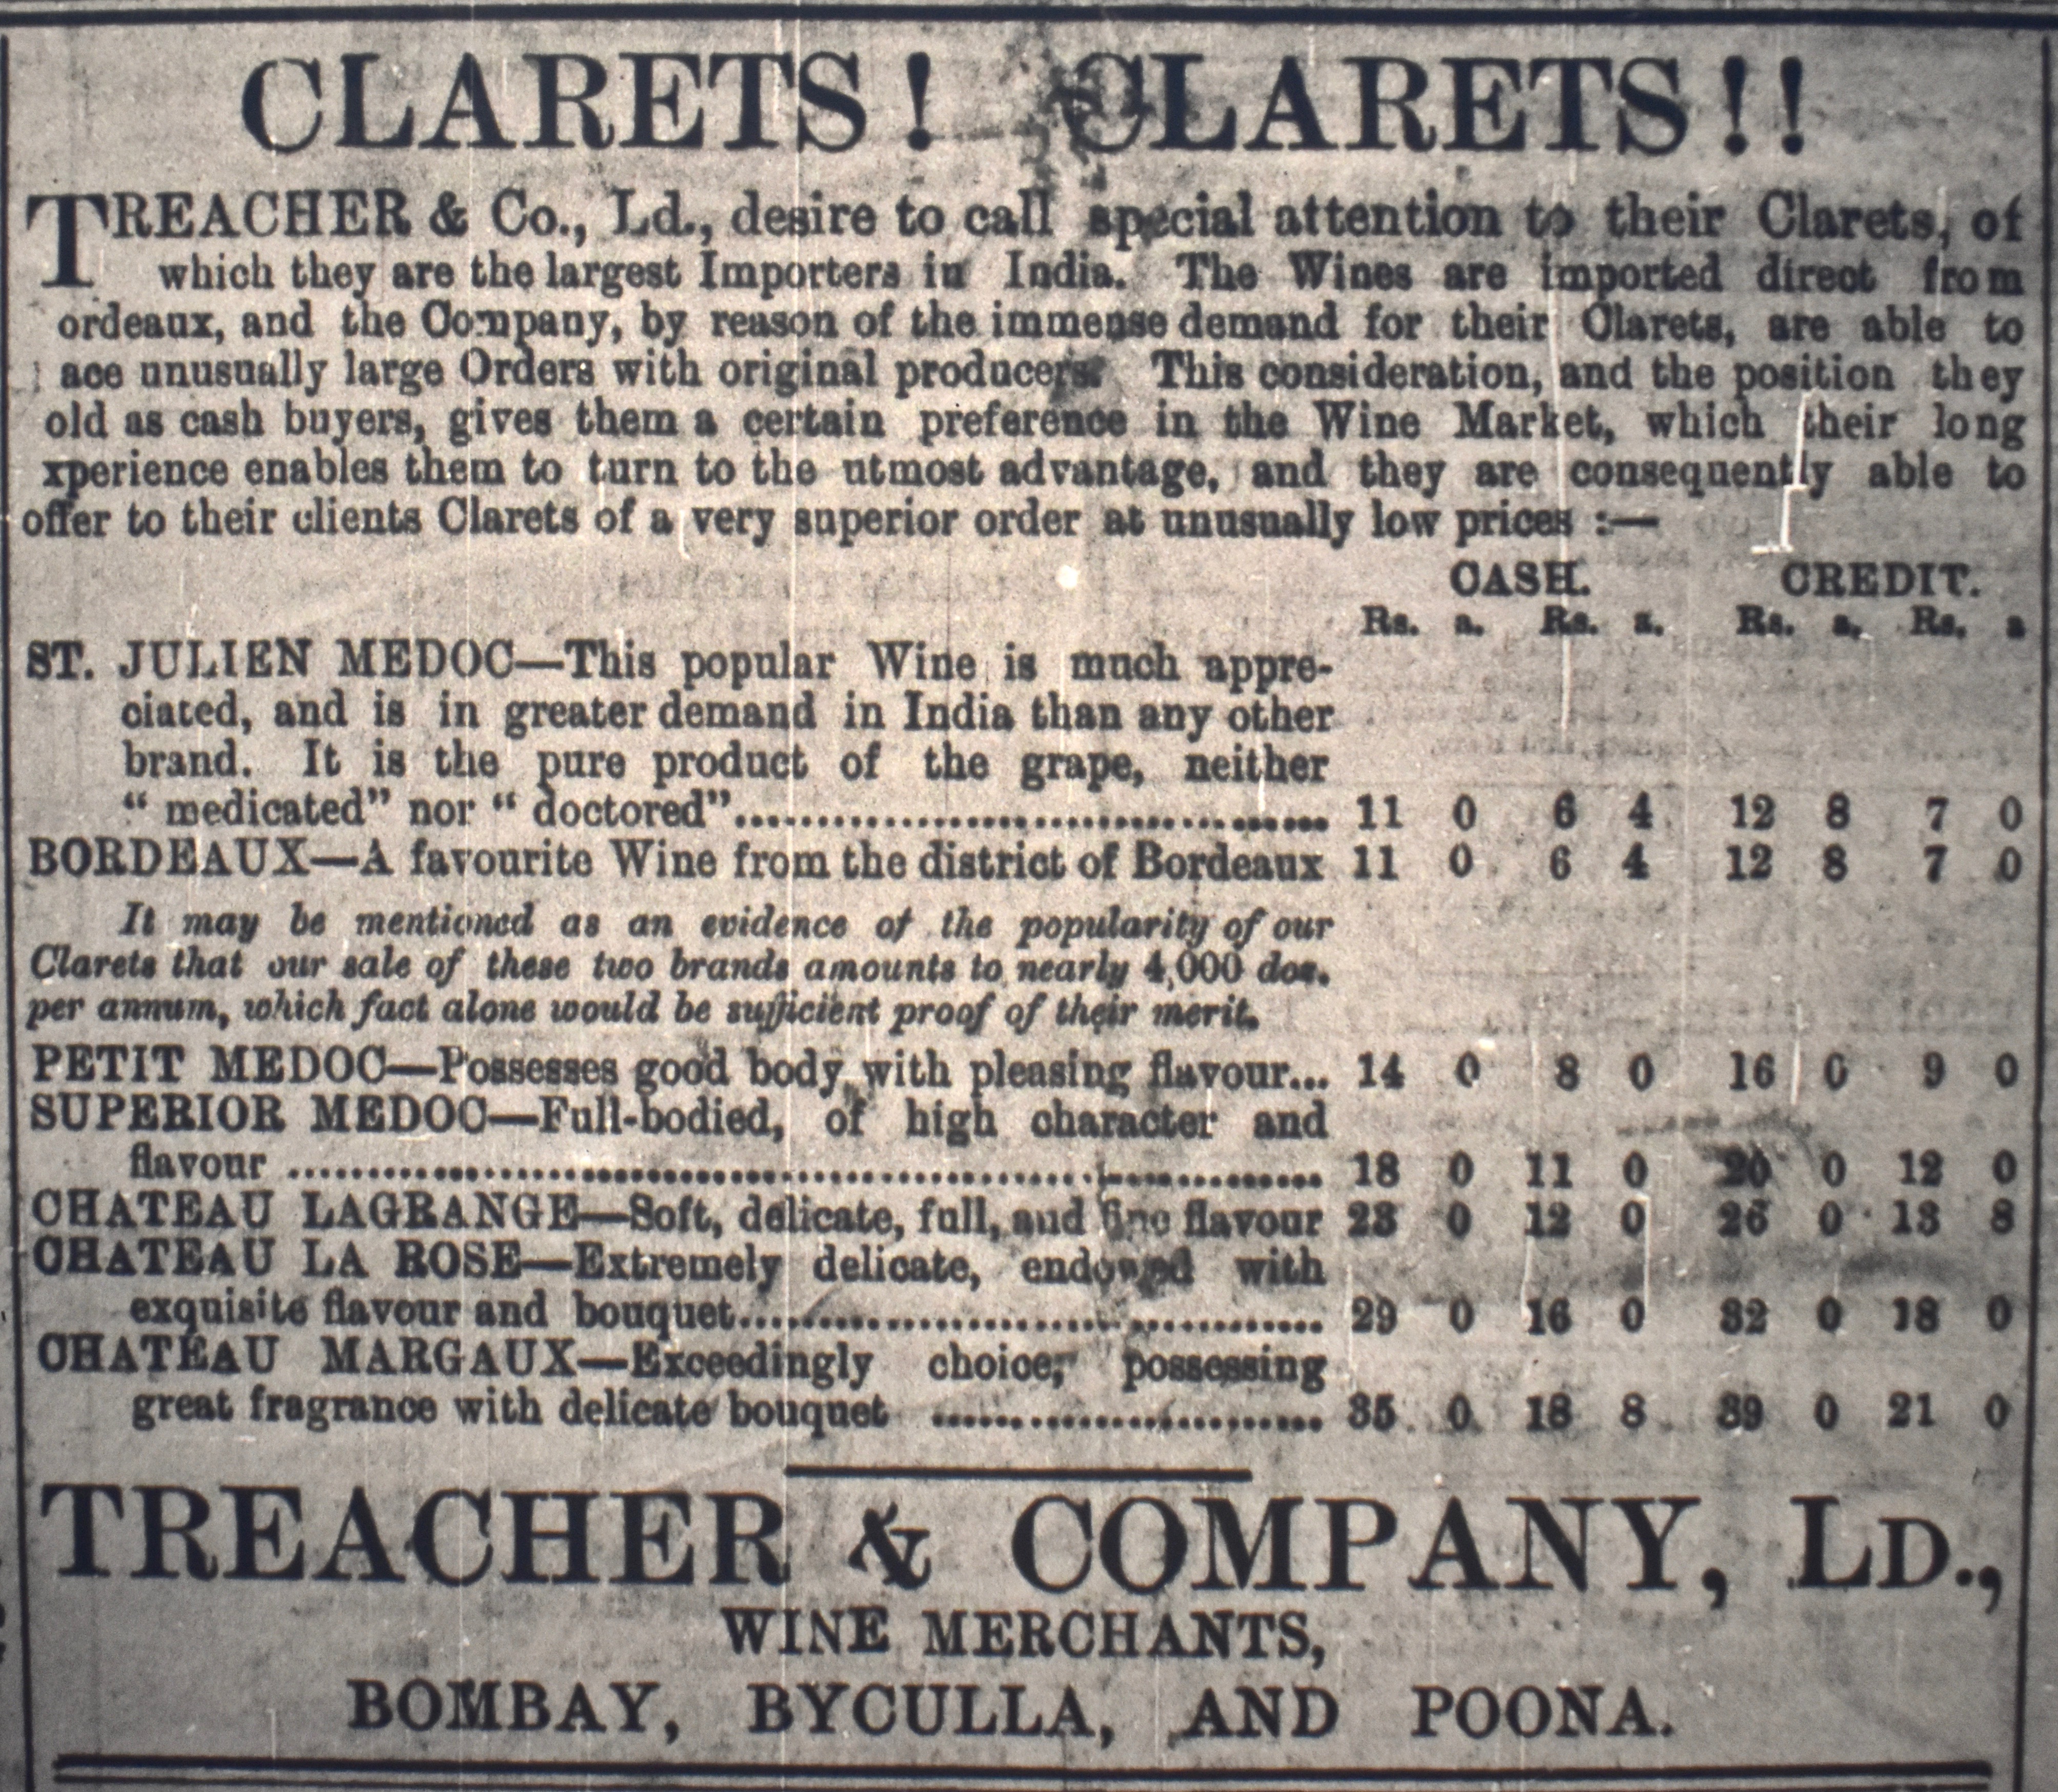 CLARETS! CLARETS!!
TREACHER & Co., Ld., desire to call special attention to their Clarets, of
which they are the largest Importers in India. The Wines are imported direct from
ordeaux, and the Company, by reason of the immense demand for their Clarets, are able to
ace unusually large Orders with original producers. This consideration, and the position they
old as cash buyers, gives them a certain preference in the Wine Market, which their long
xperience enables them to turn to the utmost advantage, and they are consequently able to
offer to their clients Clarets of a very superior order at unusually low prices :—
CASH. CREDIT.
Rs. a. Rs. a. Rs. a. Rs. a
ST. JULIEN MEDOC—This popular Wine is much appre-
ciated, and is in greater demand in India than any other
brand. It is the pure product of the grape, neither
“ medicated” nor “ doctored”........................................ 11 0 6 4 12 8 7 0
BORDEAUX—A favourite Wine from the district of Bordeaux 11 0 6 4 12 8 7 0
It may be mentioned as an evidence of the popularity of our
Clarets that our sale of these two brands amounts to nearly 4,000 doz.
per annum, which fact alone would be sufficient proof of their merit.
PETIT MEDOC—Possesses good body with pleasing flavour... 14 0 8 0 16 0 9 0
SUPERIOR MEDOC—Full-bodied, of high character and
flavour ........................................................................ 18 0 11 0 20 0 12 0
CHATEAU LAGRANGE—Soft, delicate, full, and fine flavour 23 0 12 0 26 0 13 8
CHATEAU LA ROSE—Extremely delicate, endowed with
exquisite flavour and bouquet........................................ 29 0 16 0 32 0 18 0
CHATEAU MARGAUX—Exceedingly choice, possessing
great fragrance with delicate bouquet .......................... 35 0 18 8 39 0 21 0
TREACHER & COMPANY, LD.,
WINE MERCHANTS,
BOMBAY, BYCULLA, AND POONA.